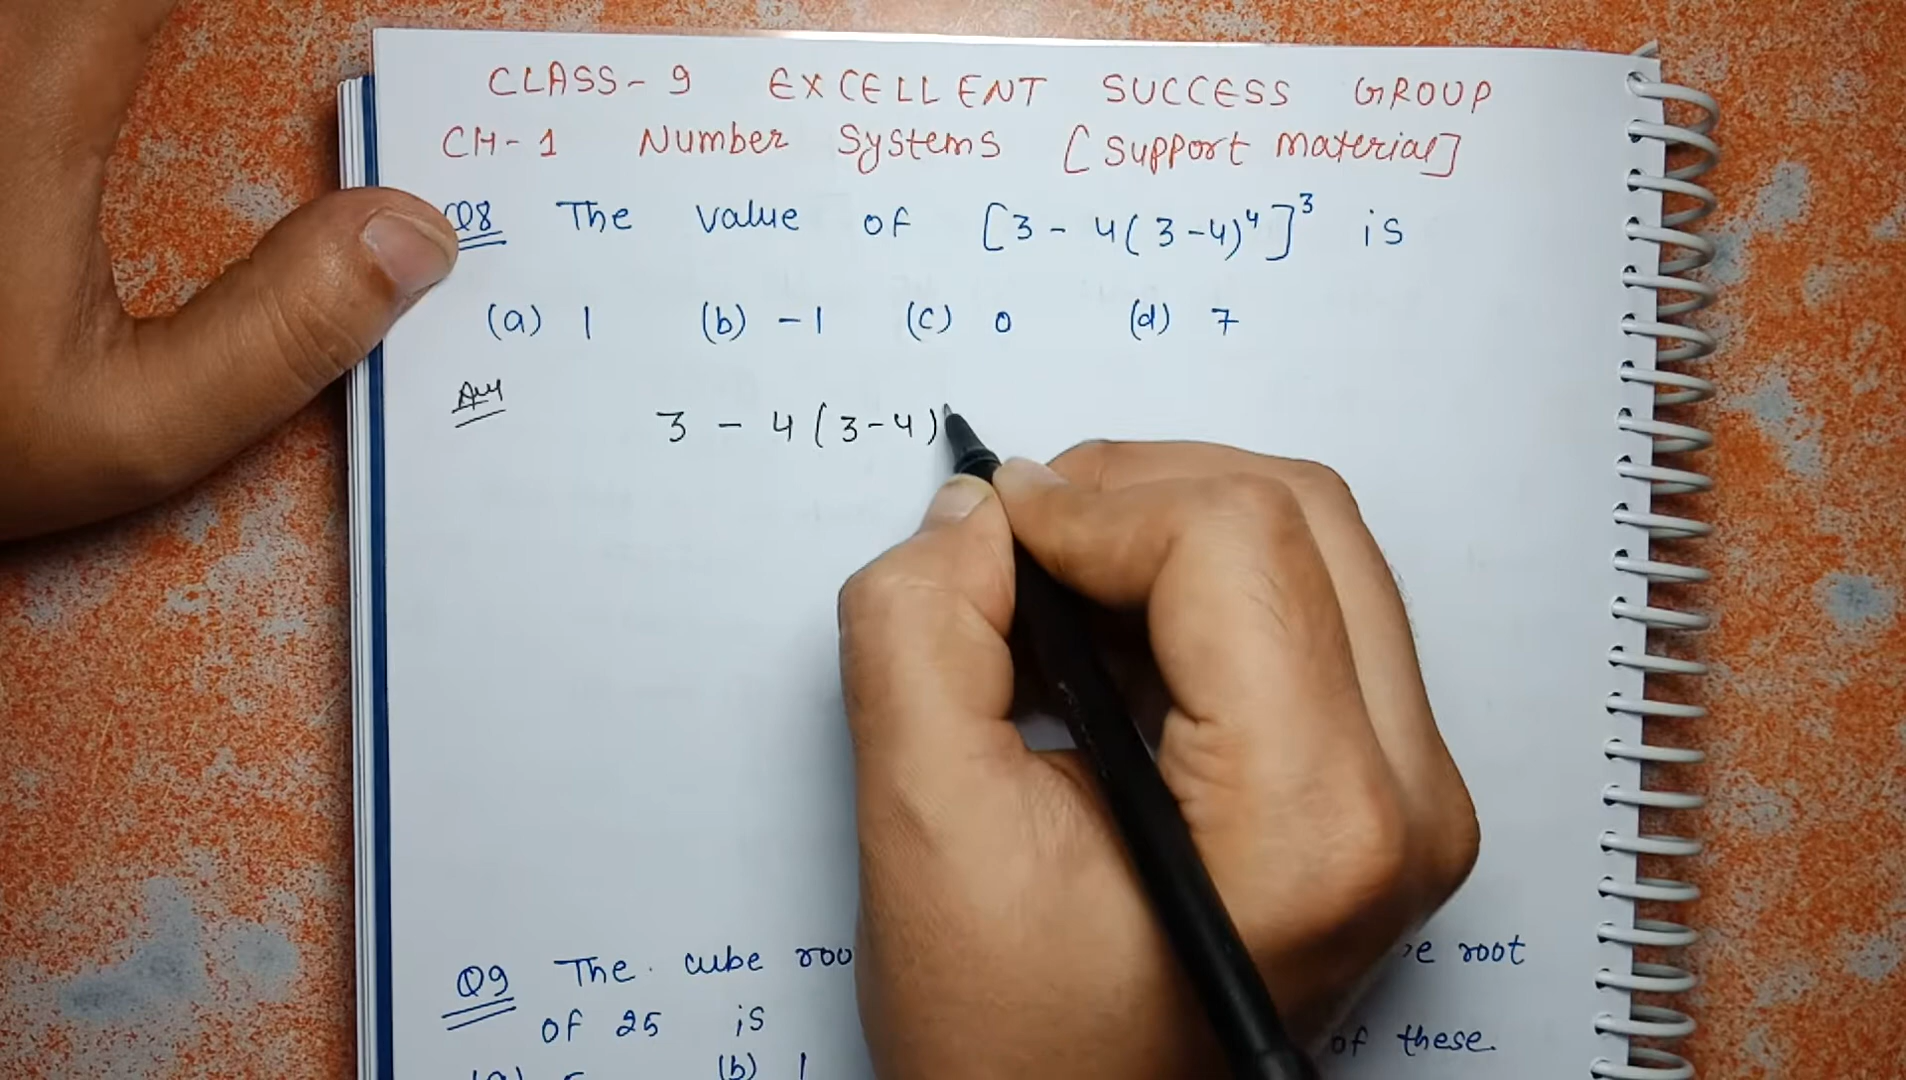 CLASS - 9 EXCELLENT SUCCESS GROUP
CH - 1 Number Systems [Support Material]
Q8 The value of [3 - 4(3-4)⁴]³ is
(a) 1 (b) -1 (c) 0 (d) 7
3 - 4(3-4)
Q9 The cube root
of 25 is of these.
(b) 1